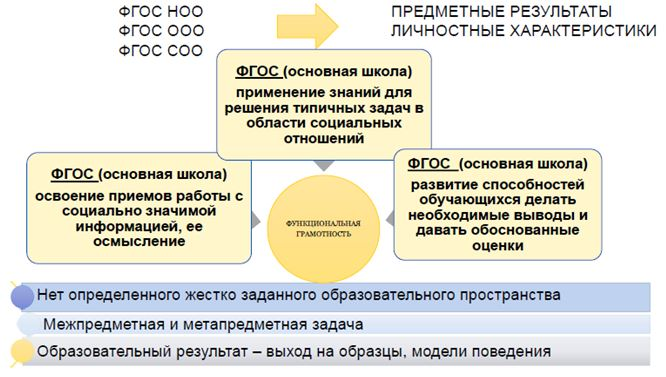 ФГОС НОО
ФГОС ООО
ФГОС СОО
ПРЕДМЕТНЫЕ РЕЗУЛЬТАТЫ
ЛИЧНОСТНЫЕ ХАРАКТЕРИСТИКИ
ФГОС (основная школа)
применение знаний для
решения типичных задач в
области социальных
отношений
ФГОС (основная школа)
освоение приемов работы с
социально значимой
информацией, ее
осмысление
ФГОС (основная школа)
развитие способностей
обучающихся делать
необходимые выводы и
давать обоснованные
оценки
ФУНКЦИОНАЛЬНАЯ
ГРАМОТНОСТЬ
Нет определенного жестко заданного образовательного пространства
Межпредметная и метапредметная задача
Образовательный результат – выход на образцы, модели поведения